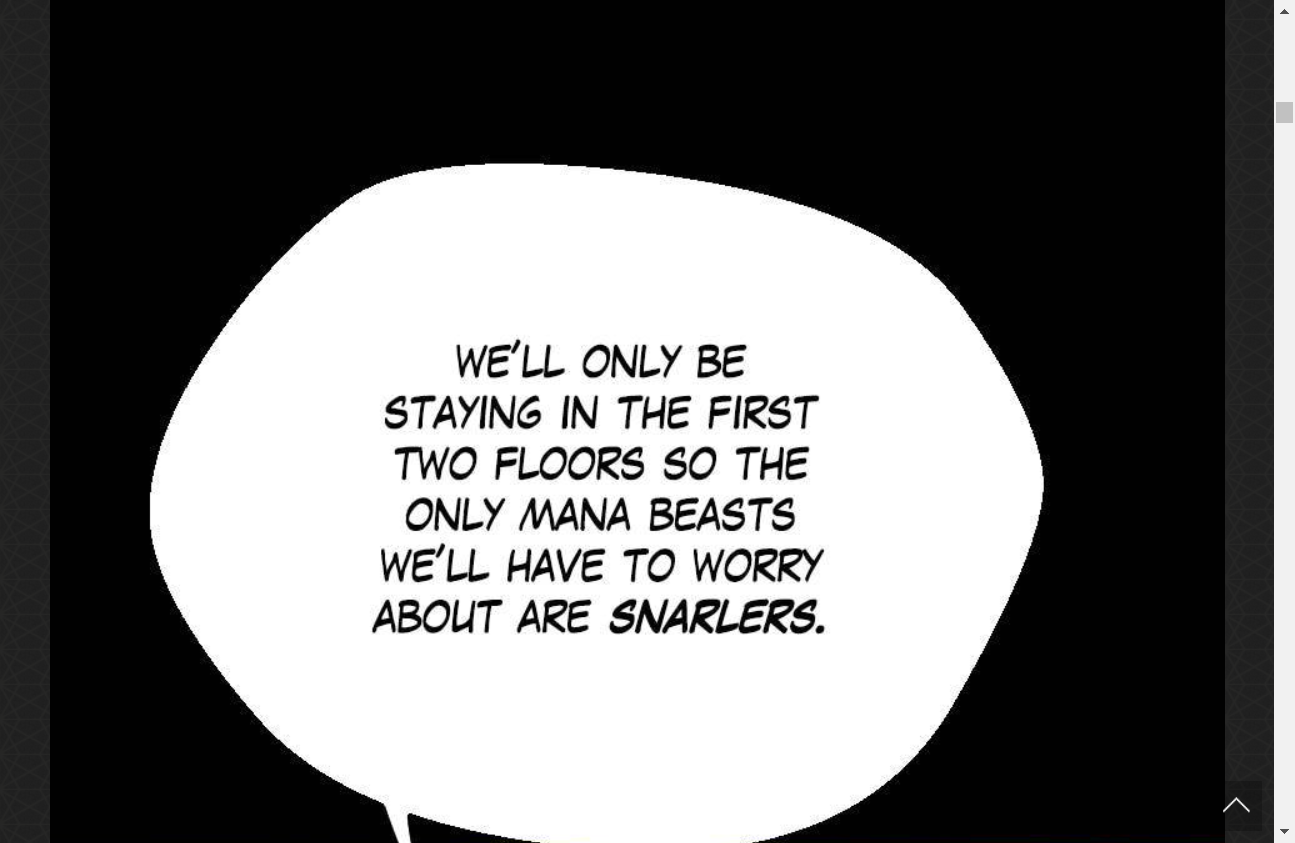 WE'LL ONLY BE
STAYING IN THE FIRST
TWO FLOORS SO THE
ONLY MANA BEASTS
WE'LL HAVE TO WORRY
ABOUT ARE SNARLERS.